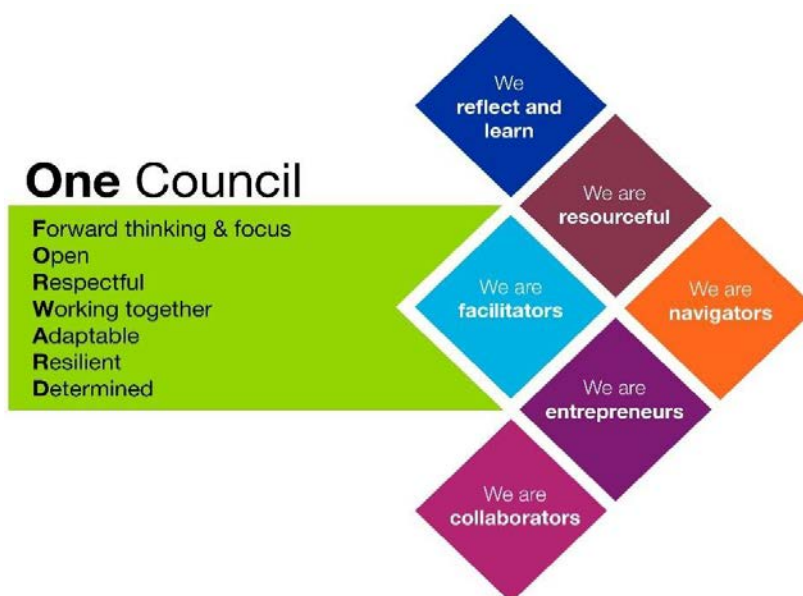 One Council
Forward thinking & focus
Open
Respectful
Working together
Adaptable
Resilient
Determined
We
reflect and
learn
We are
resourceful
We are
facilitators
We are
navigators
We are
entrepreneurs
We are
collaborators